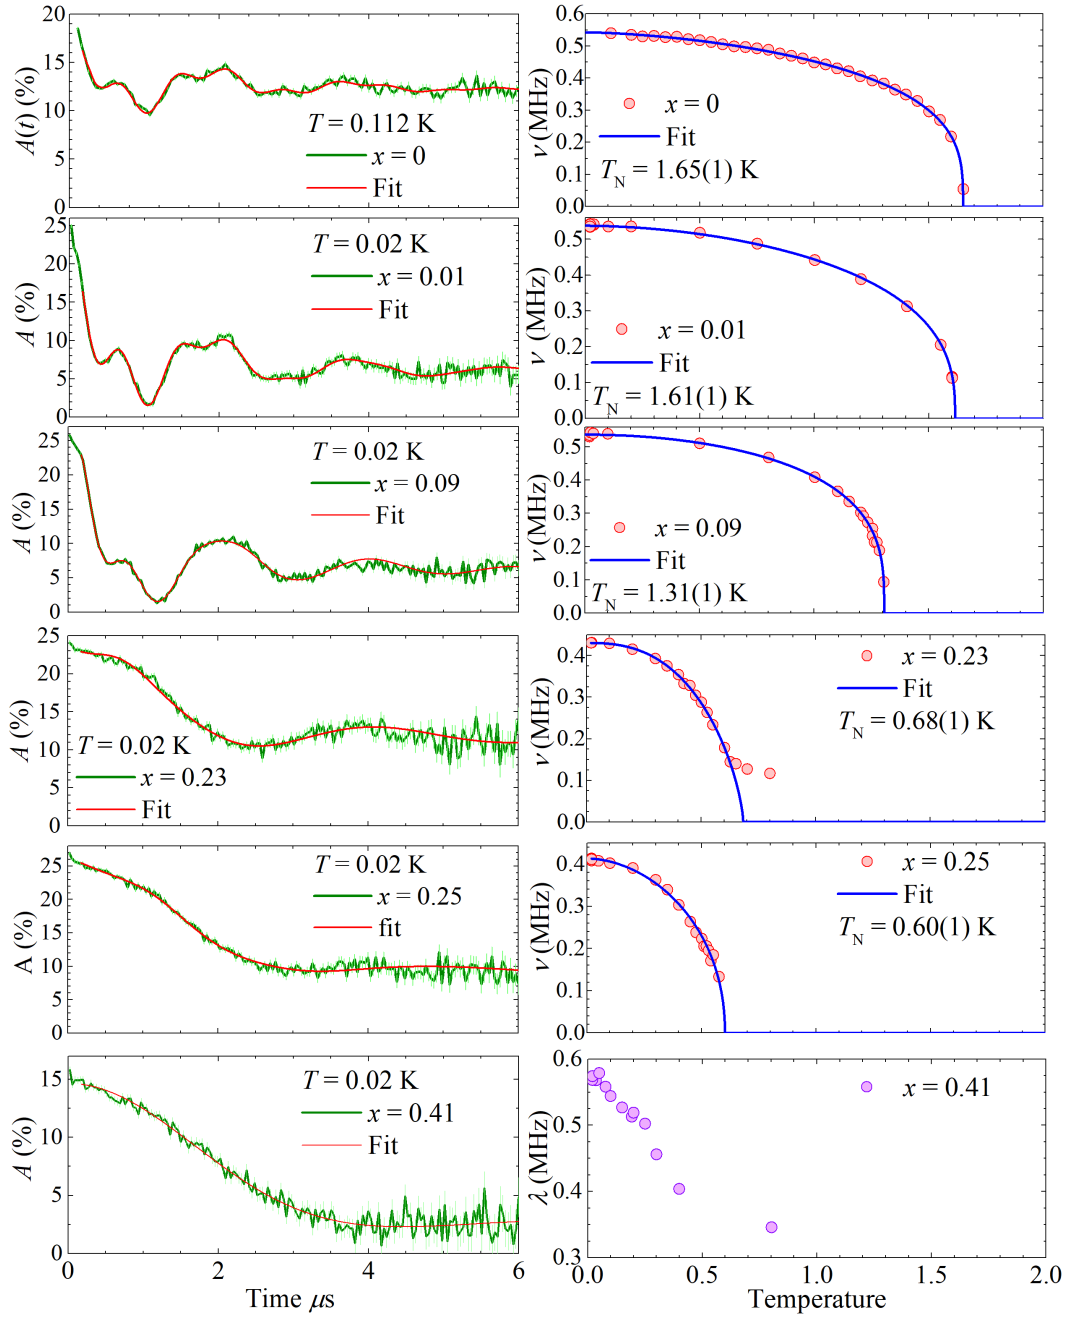 20
15
10
5
0
A(t) (%)
T = 0.112 K
x = 0
Fit
0.6
0.5
0.4
0.3
0.2
0.1
0.0
ν (MHz)
x = 0
Fit
T_N = 1.65(1) K
25
20
15
10
5
0
A (%)
T = 0.02 K
x = 0.01
Fit
0.5
0.4
0.3
0.2
0.1
0.0
ν (MHz)
x = 0.01
Fit
T_N = 1.61(1) K
25
20
15
10
5
0
A (%)
T = 0.02 K
x = 0.09
Fit
0.5
0.4
0.3
0.2
0.1
0.0
ν (MHz)
x = 0.09
Fit
T_N = 1.31(1) K
25
20
15
10
5
0
A (%)
T = 0.02 K
x = 0.23
Fit
0.4
0.3
0.2
0.1
0.0
ν (MHz)
x = 0.23
Fit
T_N = 0.68(1) K
25
20
15
10
5
0
A (%)
T = 0.02 K
x = 0.25
fit
0.4
0.3
0.2
0.1
0.0
ν (MHz)
x = 0.25
Fit
T_N = 0.60(1) K
15
10
5
0
A (%)
T = 0.02 K
x = 0.41
Fit
0 2 4 6
Time μs
0.6
0.5
0.4
0.3
λ (MHz)
x = 0.41
0.0 0.5 1.0 1.5 2.0
Temperature